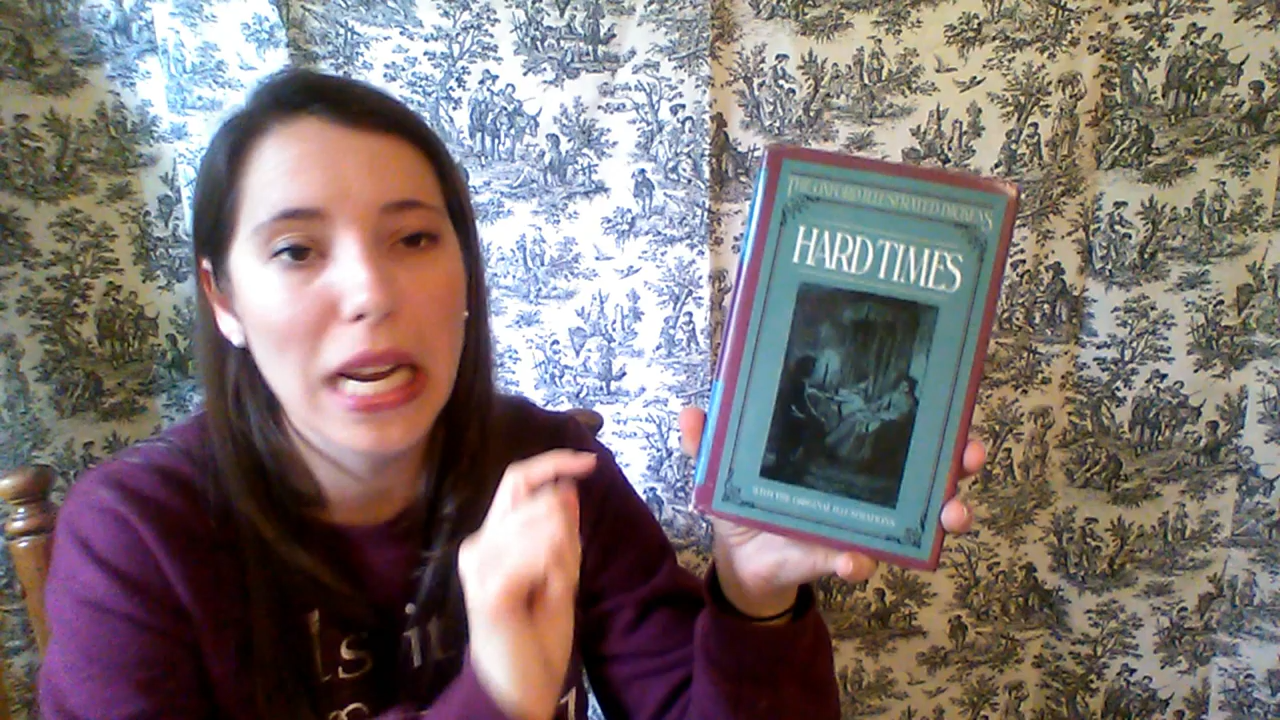 THE OXFORD ILLUSTRATED DICKENS
HARD TIMES
WITH THE ORIGINAL ILLUSTRATIONS